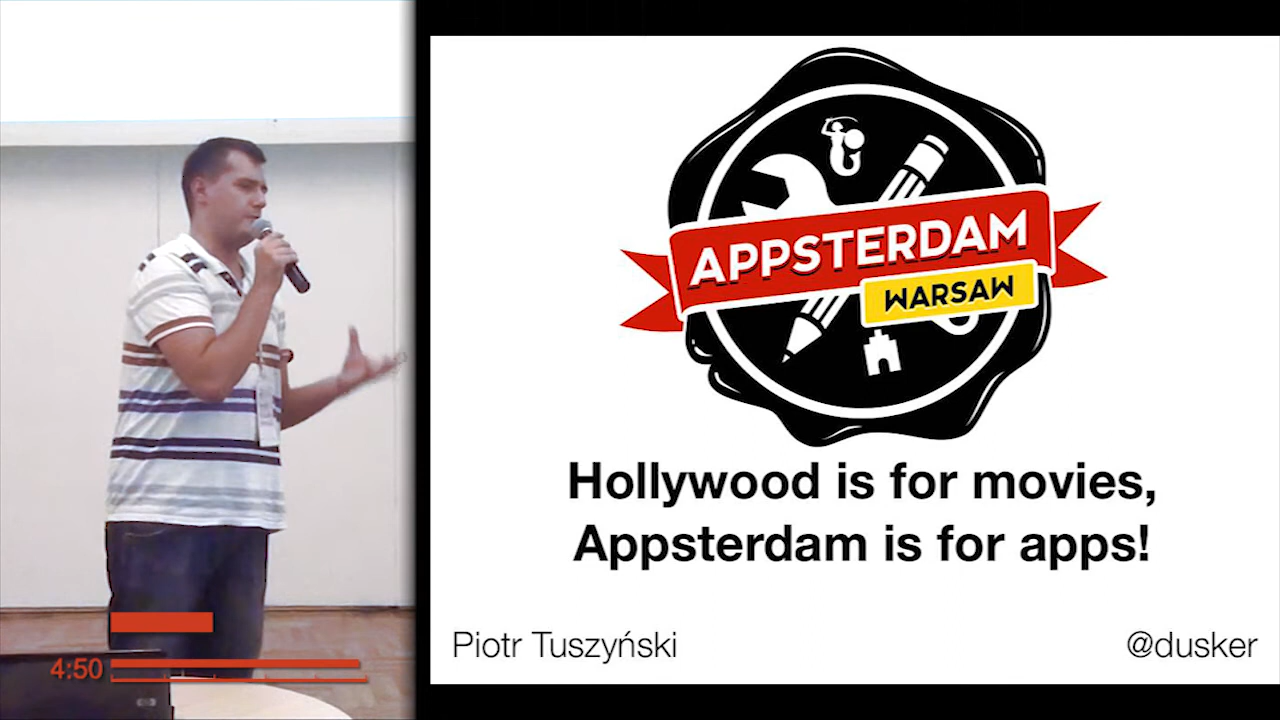 APPSTERDAM
WARSAW
Hollywood is for movies,
Appsterdam is for apps!
Piotr Tuszyński
@dusker
4:50